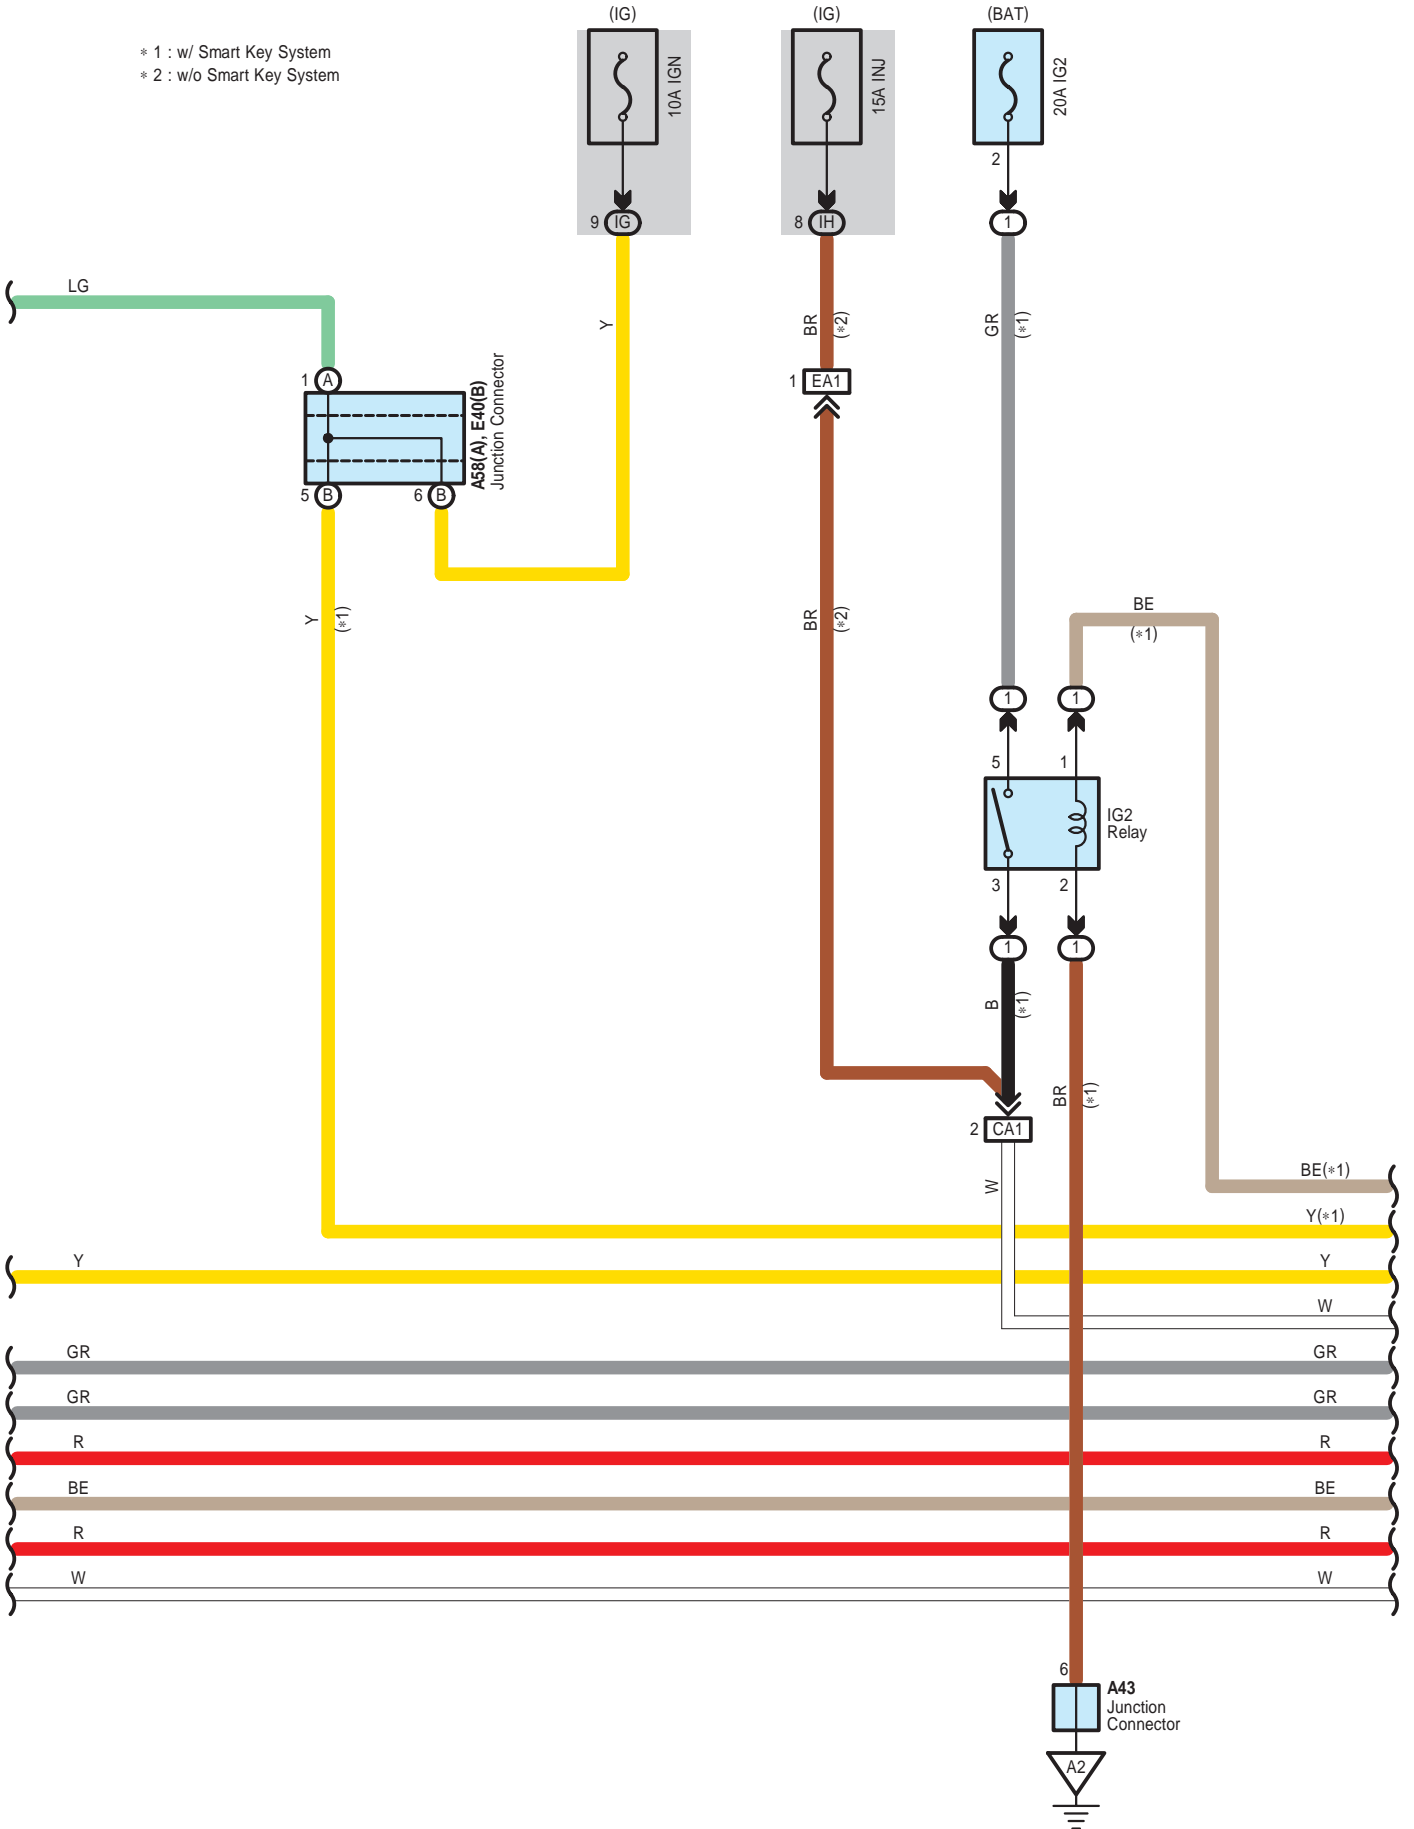 (IG)
(IG)
(BAT)
∗ 1 : w/ Smart Key System
∗ 2 : w/o Smart Key System
10A IGN
15A INJ
20A IG2
2
9 IG
8 IH
1
LG
Y
BR
(∗2)
GR
(∗1)
1 A
1 EA1
A58(A), E40(B)
Junction Connector
5 B
6 B
Y
(∗1)
BR
(∗2)
BE
(∗1)
1
1
5
1
IG2
Relay
3
2
1
1
B
(∗1)
BR
(∗1)
2 CA1
W
BE(∗1)
Y(∗1)
Y
Y
W
GR
GR
GR
GR
R
R
BE
BE
R
R
W
W
6
A43
Junction
Connector
A2